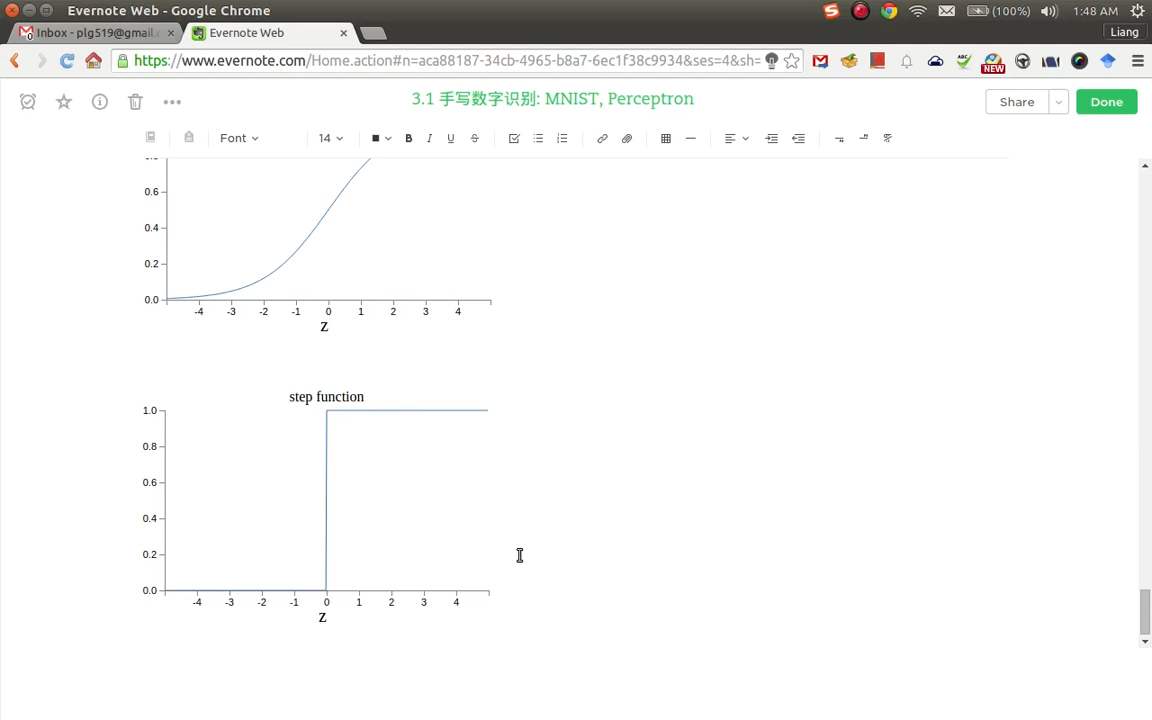 Evernote Web - Google Chrome
(100%)
1:48 AM
Inbox - plg519@gmail.c
Evernote Web
Liang
https://www.evernote.com/Home.action#n=aca88187-34cb-4965-b8a7-6ec1f38c9934&ses=4&sh=
NEW
3.1 手写数字识别: MNIST, Perceptron
Share
Done
Font
14
B
I
U
0.6
0.4
0.2
0.0
-4 -3 -2 -1 0 1 2 3 4
Z
step function
1.0
0.8
0.6
0.4
0.2
0.0
-4 -3 -2 -1 0 1 2 3 4
Z